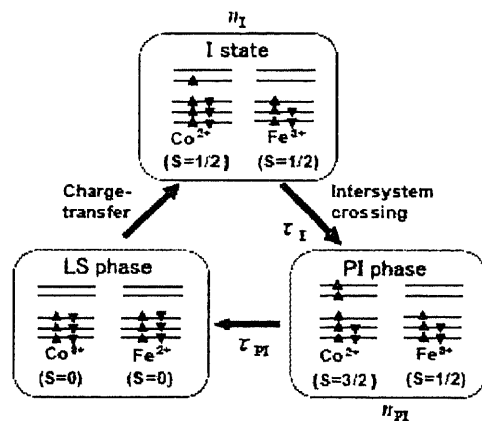 n_I
I state
Co²⁺ Fe³⁺
(S=1/2) (S=1/2)
Charge-
transfer
Intersystem
crossing
τ_I
LS phase
PI phase
Co³⁺ Fe²⁺
(S=0) (S=0)
τ_PI
Co²⁺ Fe³⁺
(S=3/2) (S=1/2)
n_PI